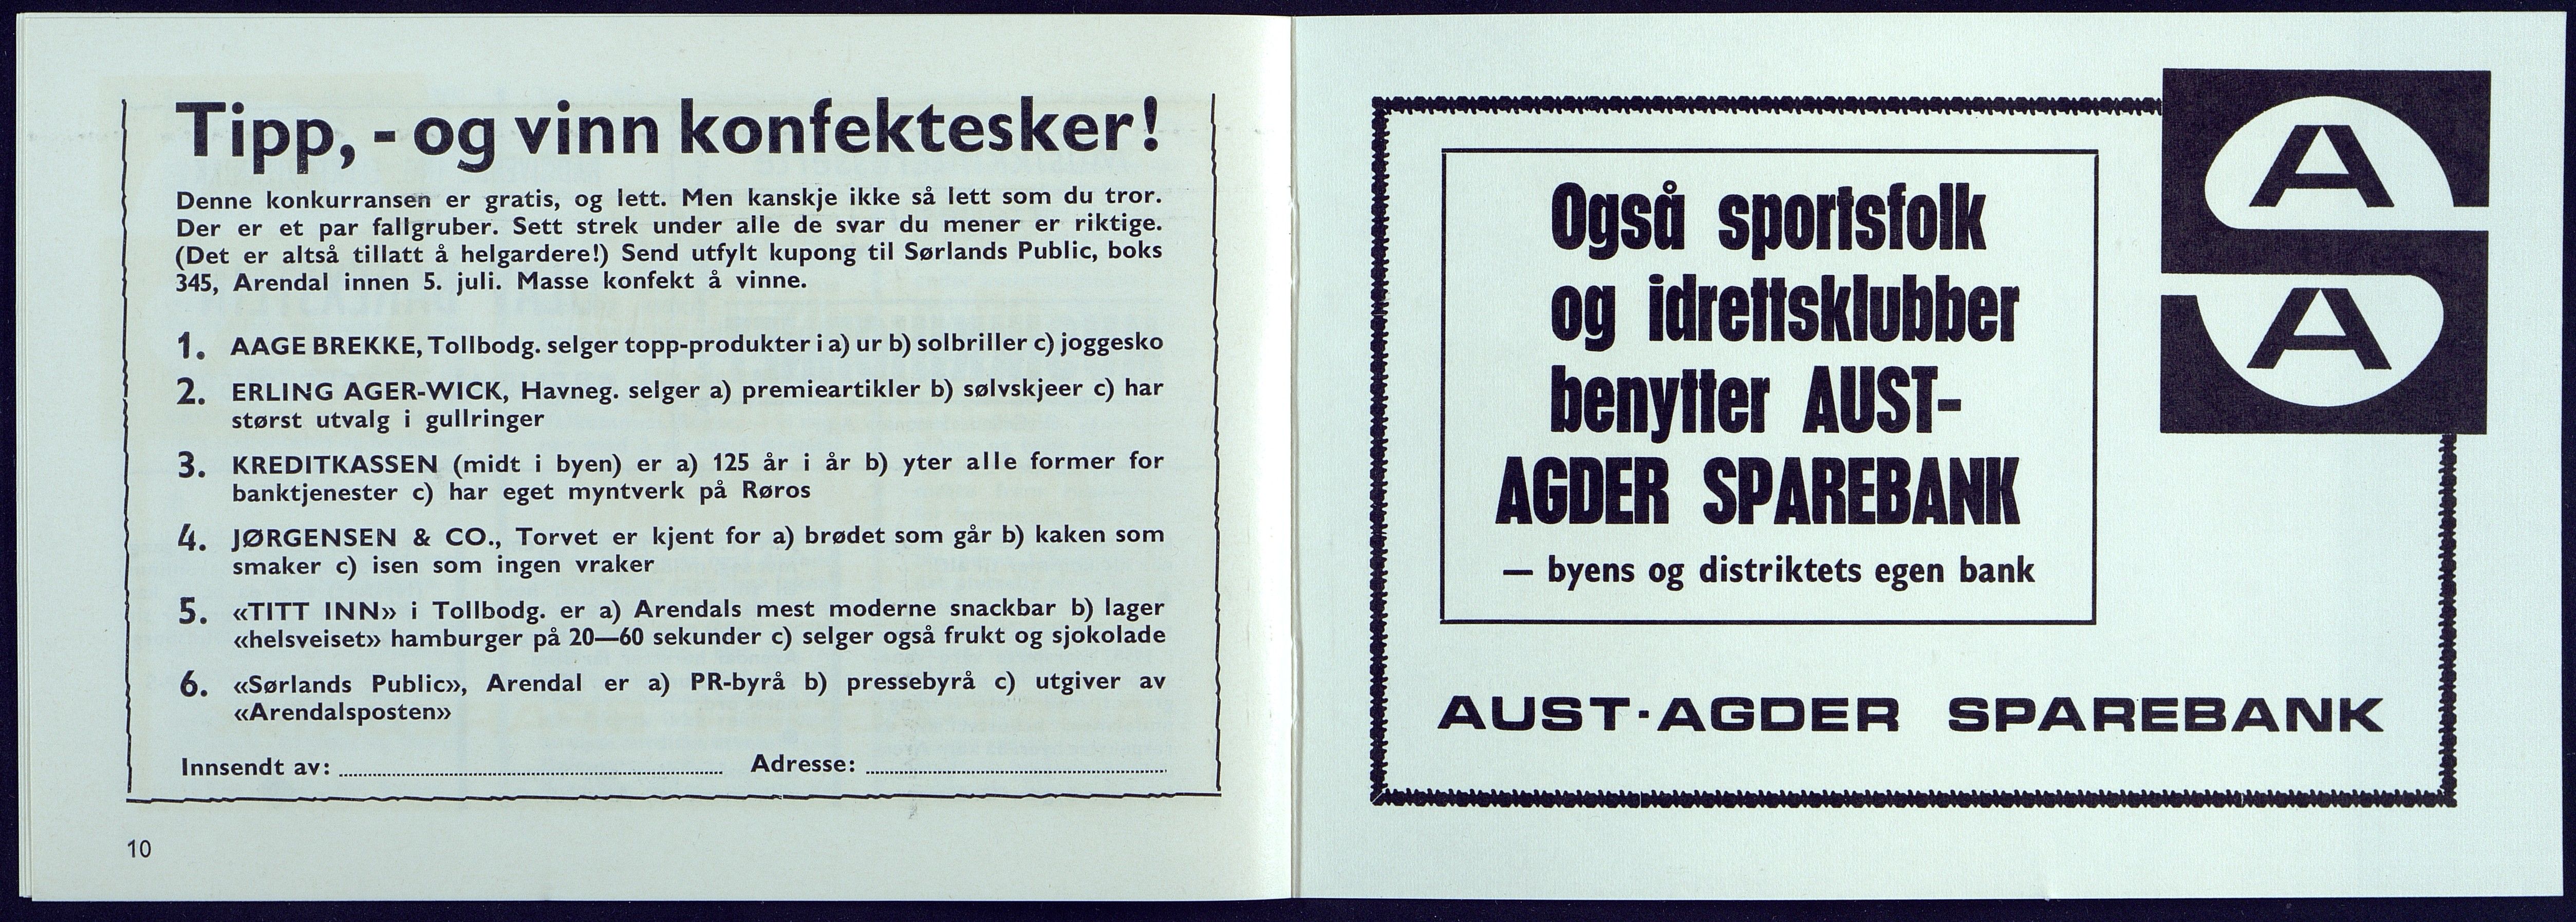 Tipp, - og vinn konfektesker!
Denne konkurransen er gratis, og lett. Men kanskje ikke så lett som du tror.
Der er et par fallgruber. Sett strek under alle de svar du mener er riktige.
(Det er altså tillatt å helgardere!) Send utfylt kupong til Sørlands Public, boks
345, Arendal innen 5. juli. Masse konfekt å vinne.
1. AAGE BREKKE, Tollbodg. selger topp-produkter i a) ur b) solbriller c) joggesko
2. ERLING AGER-WICK, Havneg. selger a) premieartikler b) sølvskjeer c) har
størst utvalg i gullringer
3. KREDITKASSEN (midt i byen) er a) 125 år i år b) yter alle former for
banktjenester c) har eget myntverk på Røros
4. JØRGENSEN & CO., Torvet er kjent for a) brødet som går b) kaken som
smaker c) isen som ingen vraker
5. «TITT INN» i Tollbodg. er a) Arendals mest moderne snackbar b) lager
«helsveiset» hamburger på 20—60 sekunder c) selger også frukt og sjokolade
6. «Sørlands Public», Arendal er a) PR-byrå b) pressebyrå c) utgiver av
«Arendalsposten»
Innsendt av: Adresse:
10
A
A
Også sportsfolk
og idrettsklubber
benytter AUST-
AGDER SPAREBANK
— byens og distriktets egen bank
AUST-AGDER SPAREBANK